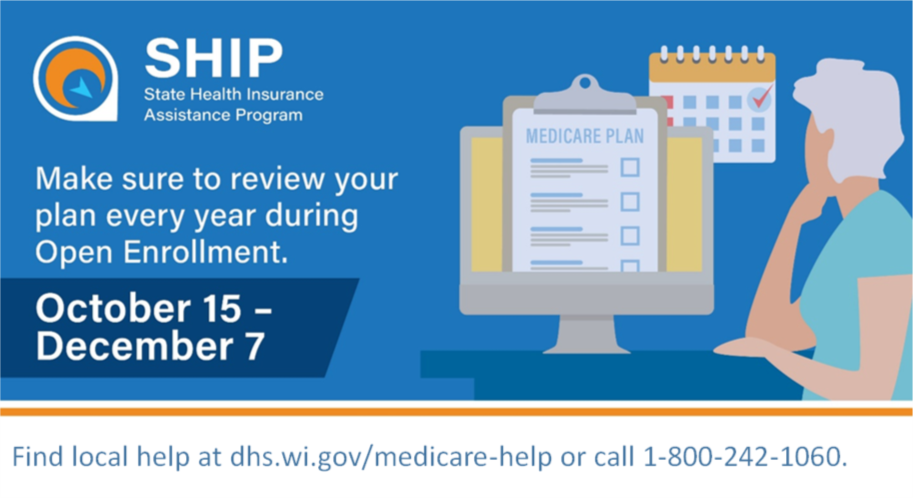 SHIP
State Health Insurance
Assistance Program
Make sure to review your
plan every year during
Open Enrollment.
October 15 –
December 7
MEDICARE PLAN
Find local help at dhs.wi.gov/medicare-help or call 1-800-242-1060.